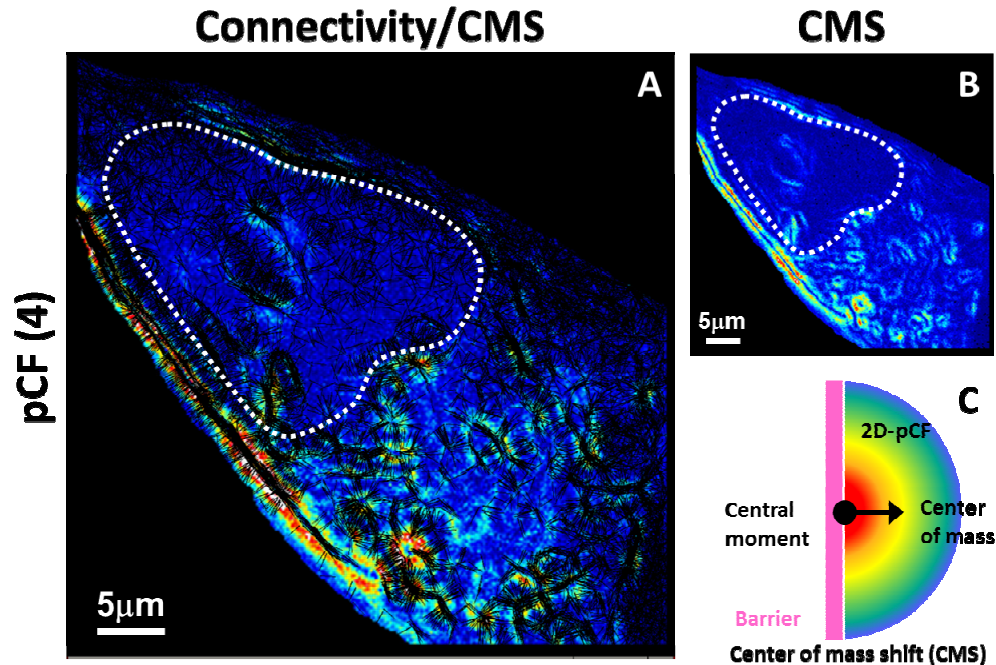 Connectivity/CMS
CMS
A
B
pCF (4)
5μm
5μm
C
2D-pCF
Central
moment
Center
of mass
Barrier
Center of mass shift (CMS)